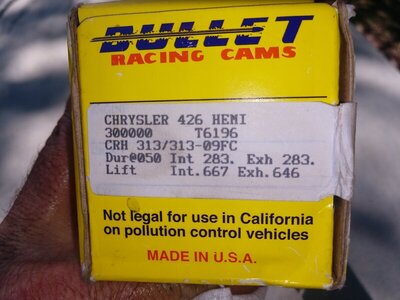 BULLET
RACING CAMS
CHRYSLER 426 HEMI
300000 T6196
CRH 313/313-09FC
Dur@050 Int 283. Exh 283.
Lift Int.667 Exh.646
Not legal for use in California
on pollution control vehicles
MADE IN U.S.A.